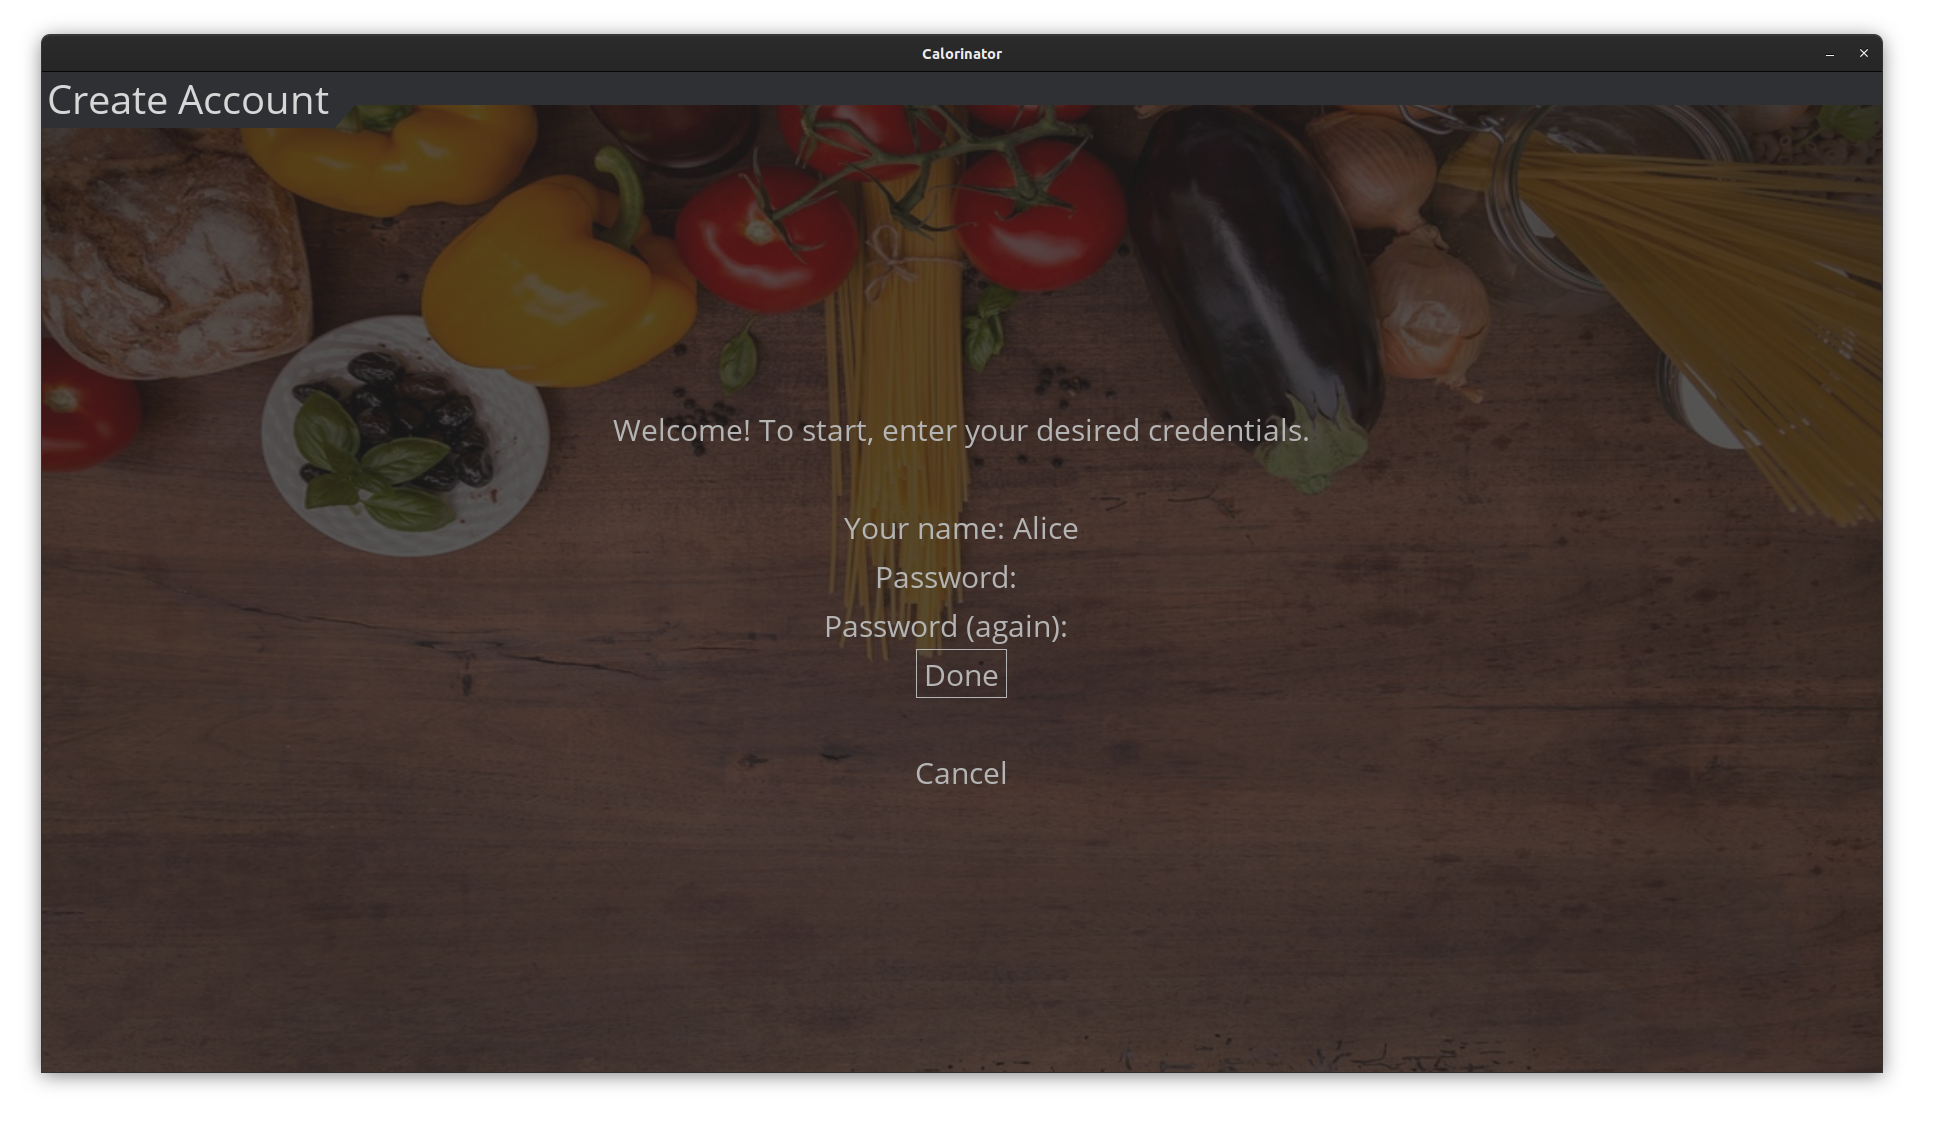 Calorinator
Create Account
Welcome! To start, enter your desired credentials.
Your name: Alice
Password:
Password (again):
Done
Cancel